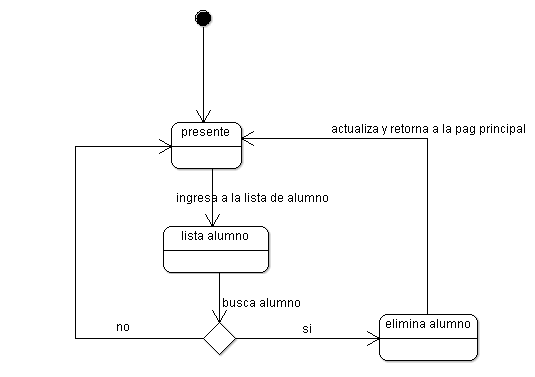 presente
actualiza y retorna a la pag principal
ingresa a la lista de alumno
lista alumno
busca alumno
no
si
elimina alumno